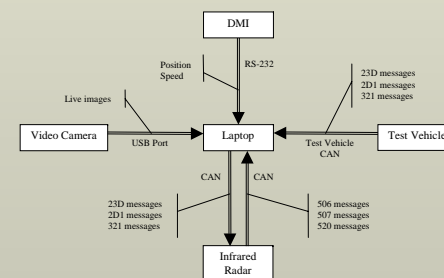 DMI
Position
Speed
RS-232
23D messages
2D1 messages
321 messages
Live images
Video Camera
USB Port
Laptop
Test Vehicle
CAN
Test Vehicle
CAN
CAN
23D messages
2D1 messages
321 messages
506 messages
507 messages
520 messages
Infrared
Radar